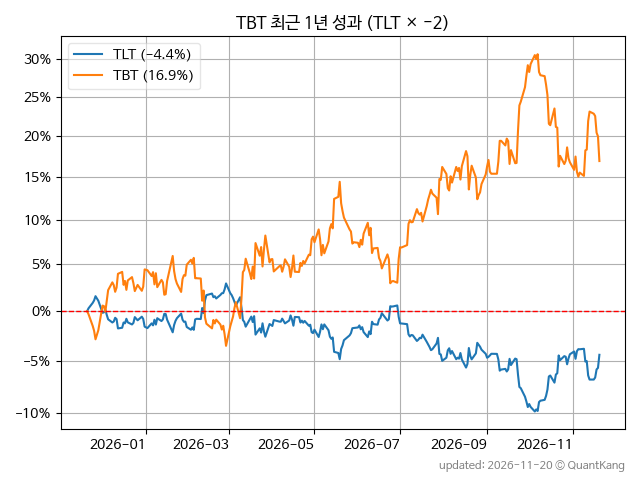 TBT 최근 1년 성과 (TLT × −2)
TLT (−4.4%)
TBT (16.9%)
30%
25%
20%
15%
10%
5%
0%
−5%
−10%
2026-01 2026-03 2026-05 2026-07 2026-09 2026-11
updated: 2026-11-20 © QuantKang